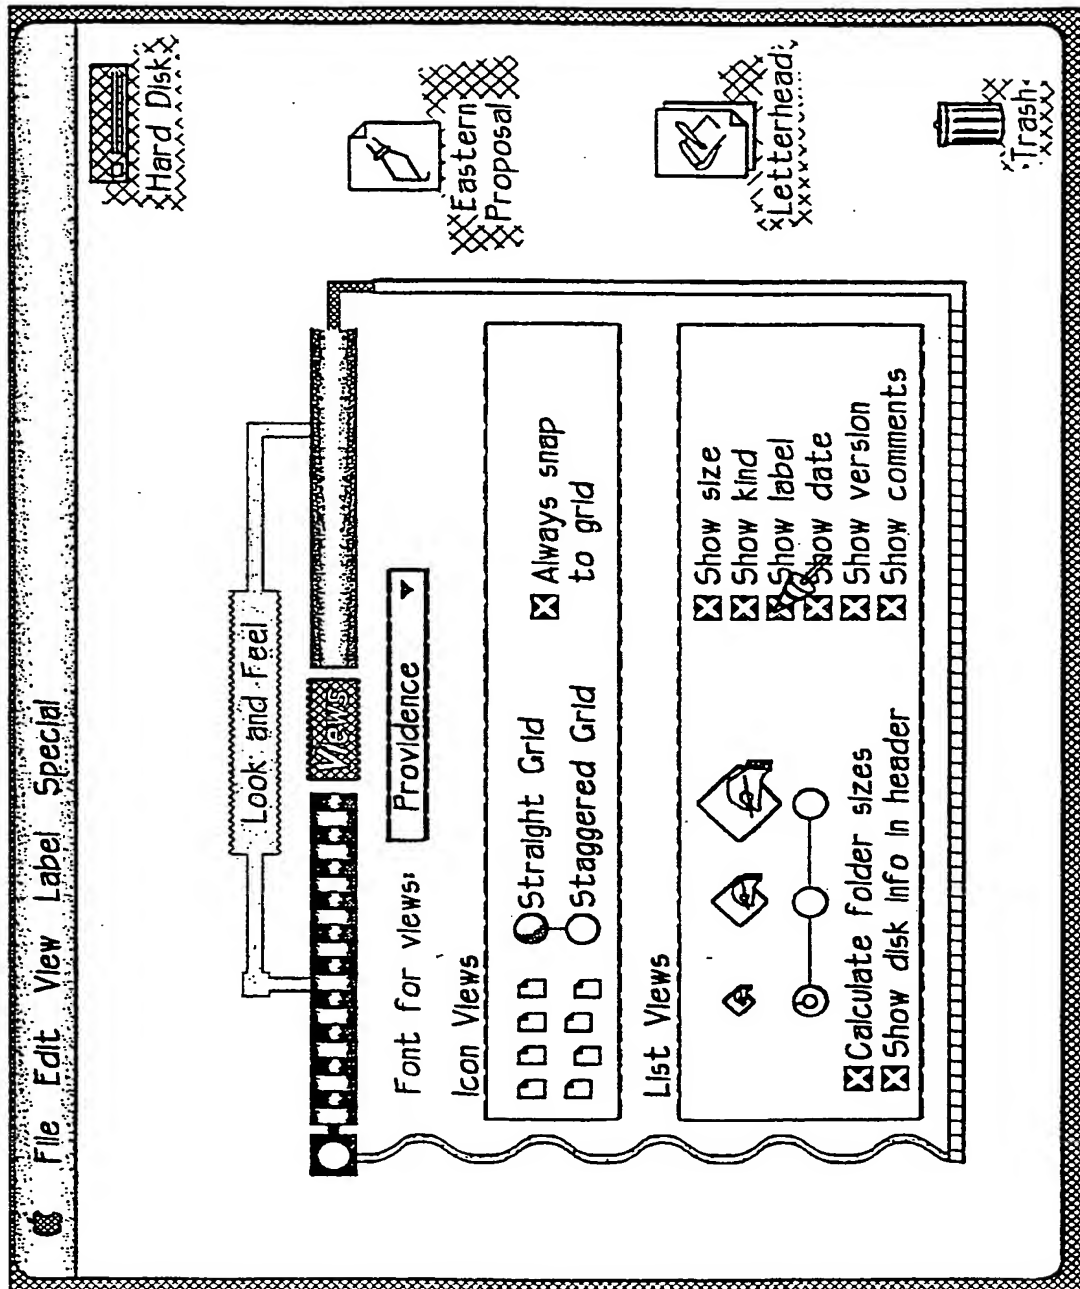 File Edit View Label Special
Hard Disk
Look and Feel
Views
Font for views:
Providence
Eastern
Proposal
Icon Views
Straight Grid
Staggered Grid
Always snap
to grid
Letterhead
List Views
Show size
Show kind
Show label
Show date
Show version
Show comments
Calculate folder sizes
Show disk info in header
Trash